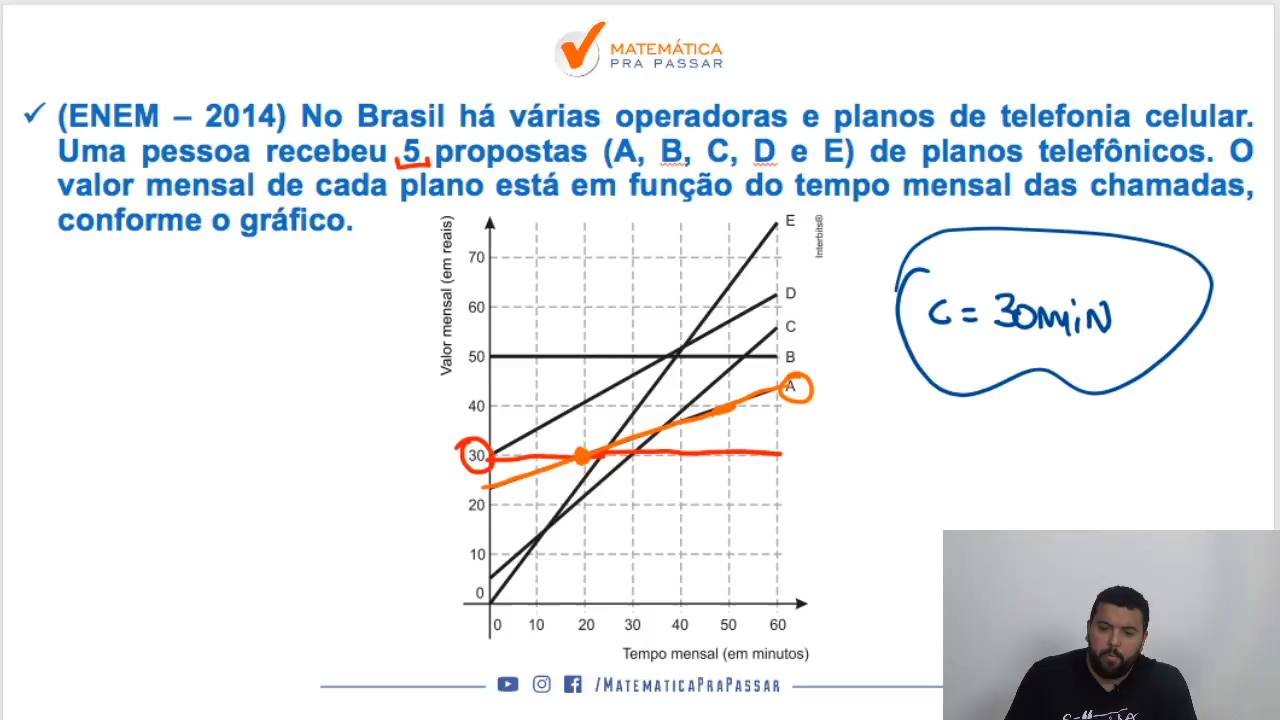 MATEMÁTICA
PRA PASSAR
✓ (ENEM – 2014) No Brasil há várias operadoras e planos de telefonia celular.
Uma pessoa recebeu 5 propostas (A, B, C, D e E) de planos telefônicos. O
valor mensal de cada plano está em função do tempo mensal das chamadas,
conforme o gráfico.
Valor mensal (em reais)
E
Interbits®
70
D
60
C
50
B
A
40
30
20
10
0
0 10 20 30 40 50 60
Tempo mensal (em minutos)
C = 30miN
/MatematicaPraPassar